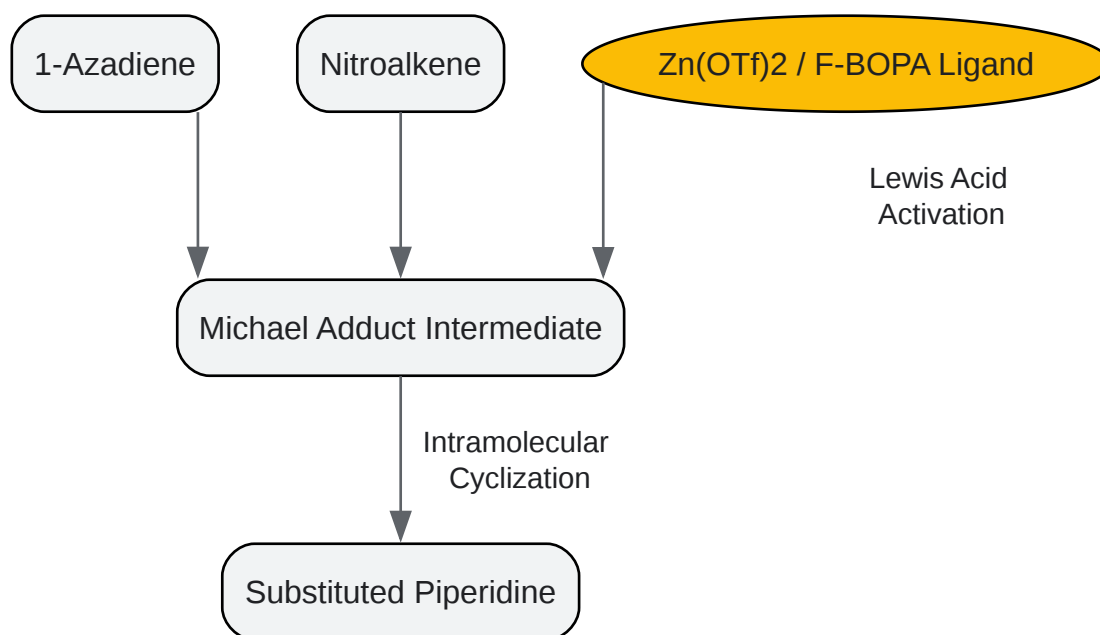 1-Azadiene
Nitroalkene
Zn(OTf)2 / F-BOPA Ligand
Lewis Acid
Activation
Michael Adduct Intermediate
Intramolecular
Cyclization
Substituted Piperidine